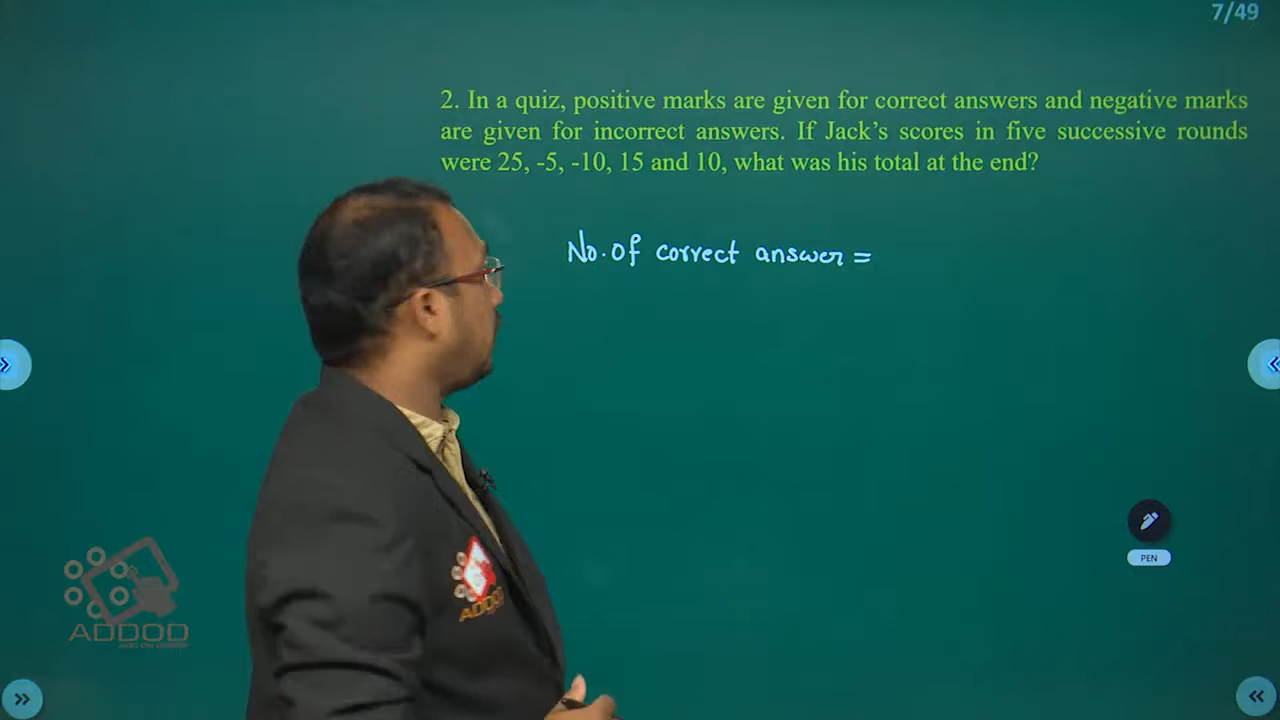 7/49
2. In a quiz, positive marks are given for correct answers and negative marks
are given for incorrect answers. If Jack’s scores in five successive rounds
were 25, -5, -10, 15 and 10, what was his total at the end?
No. Of correct answer =
PEN
ADDOD
ADDO